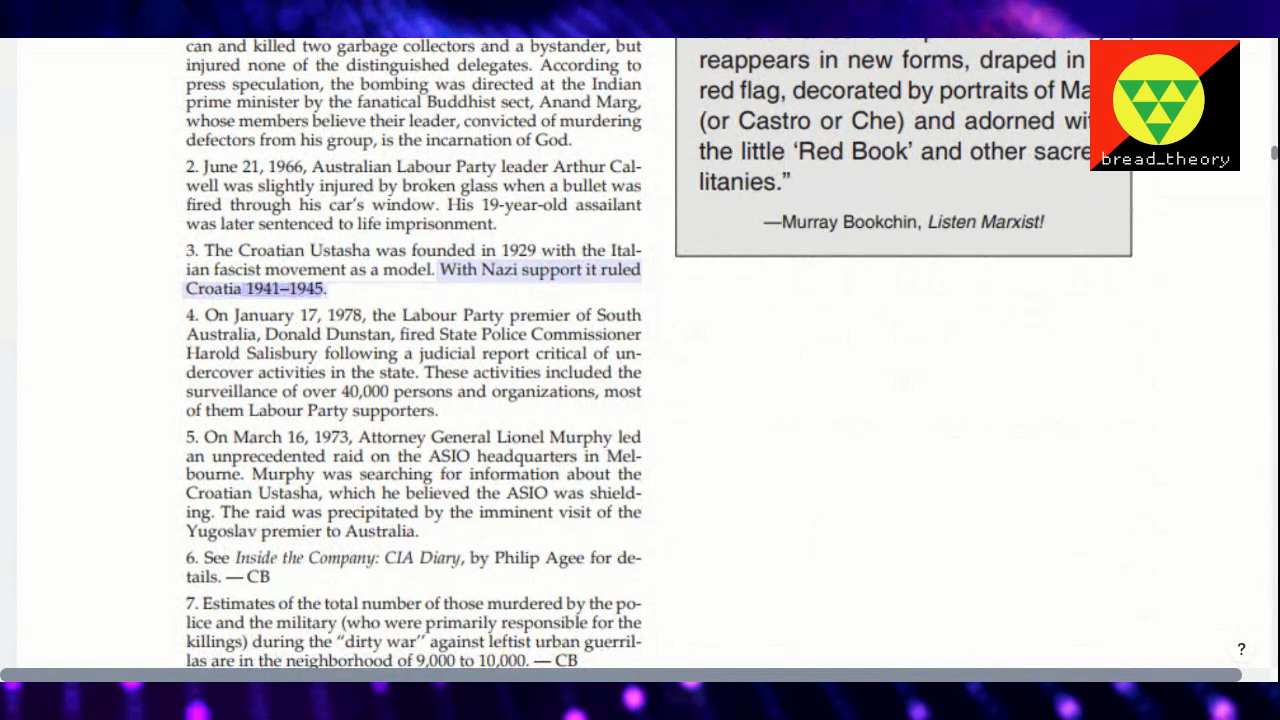 can and killed two garbage collectors and a bystander, but
injured none of the distinguished delegates. According to
press speculation, the bombing was directed at the Indian
prime minister by the fanatical Buddhist sect, Anand Marg,
whose members believe their leader, convicted of murdering
defectors from his group, is the incarnation of God.
2. June 21, 1966, Australian Labour Party leader Arthur Cal-
well was slightly injured by broken glass when a bullet was
fired through his car's window. His 19-year-old assailant
was later sentenced to life imprisonment.
3. The Croatian Ustasha was founded in 1929 with the Ital-
ian fascist movement as a model. With Nazi support it ruled
Croatia 1941–1945.
4. On January 17, 1978, the Labour Party premier of South
Australia, Donald Dunstan, fired State Police Commissioner
Harold Salisbury following a judicial report critical of un-
dercover activities in the state. These activities included the
surveillance of over 40,000 persons and organizations, most
of them Labour Party supporters.
5. On March 16, 1973, Attorney General Lionel Murphy led
an unprecedented raid on the ASIO headquarters in Mel-
bourne. Murphy was searching for information about the
Croatian Ustasha, which he believed the ASIO was shield-
ing. The raid was precipitated by the imminent visit of the
Yugoslav premier to Australia.
6. See Inside the Company: CIA Diary, by Philip Agee for de-
tails. — CB
7. Estimates of the total number of those murdered by the po-
lice and the military (who were primarily responsible for the
killings) during the "dirty war" against leftist urban guerril-
las are in the neighborhood of 9,000 to 10,000. — CB
reappears in new forms, draped in
red flag, decorated by portraits of Ma
(or Castro or Che) and adorned wi
the little 'Red Book' and other sacre
litanies."
—Murray Bookchin, Listen Marxist!
bread_theory
?